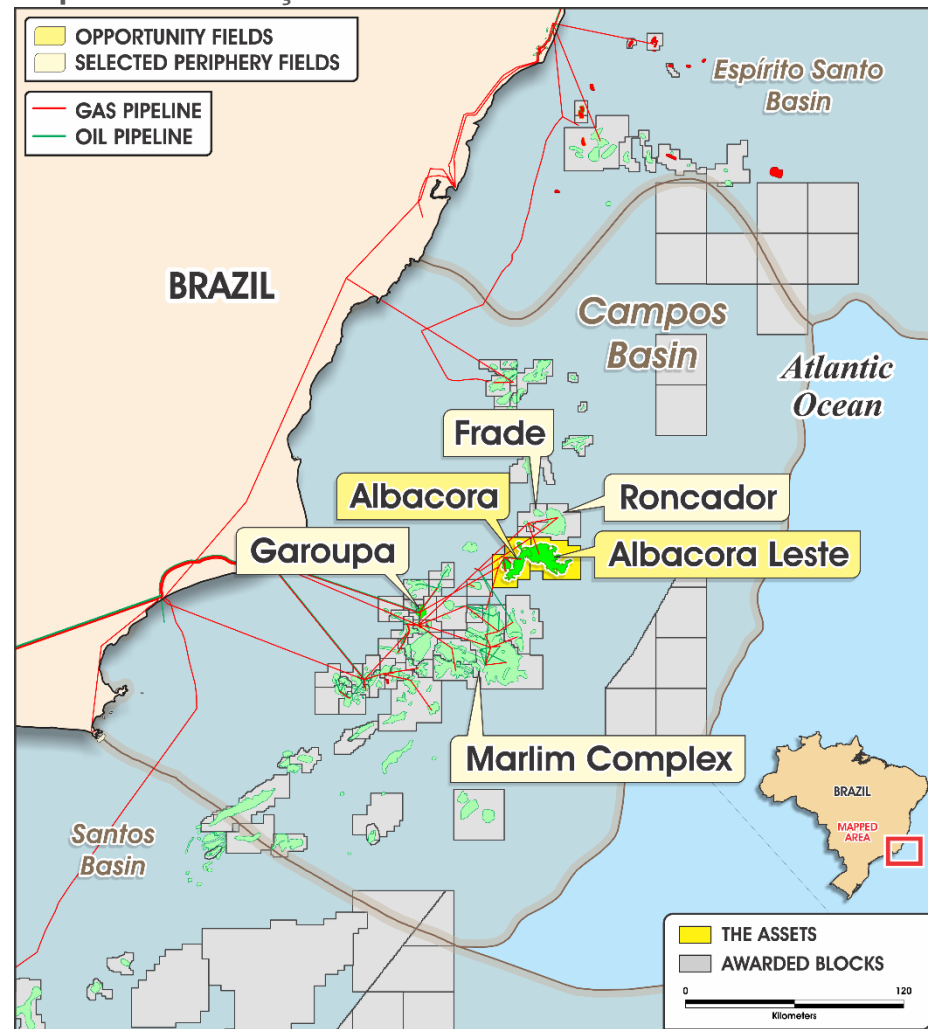 OPPORTUNITY FIELDS
SELECTED PERIPHERY FIELDS
GAS PIPELINE
OIL PIPELINE
Espírito Santo
Basin
BRAZIL
Campos
Basin
Atlantic
Ocean
Frade
Albacora
Roncador
Garoupa
Albacora Leste
Marlim Complex
Santos
Basin
BRAZIL
MAPPED
AREA
THE ASSETS
AWARDED BLOCKS
0 120
Kilometers